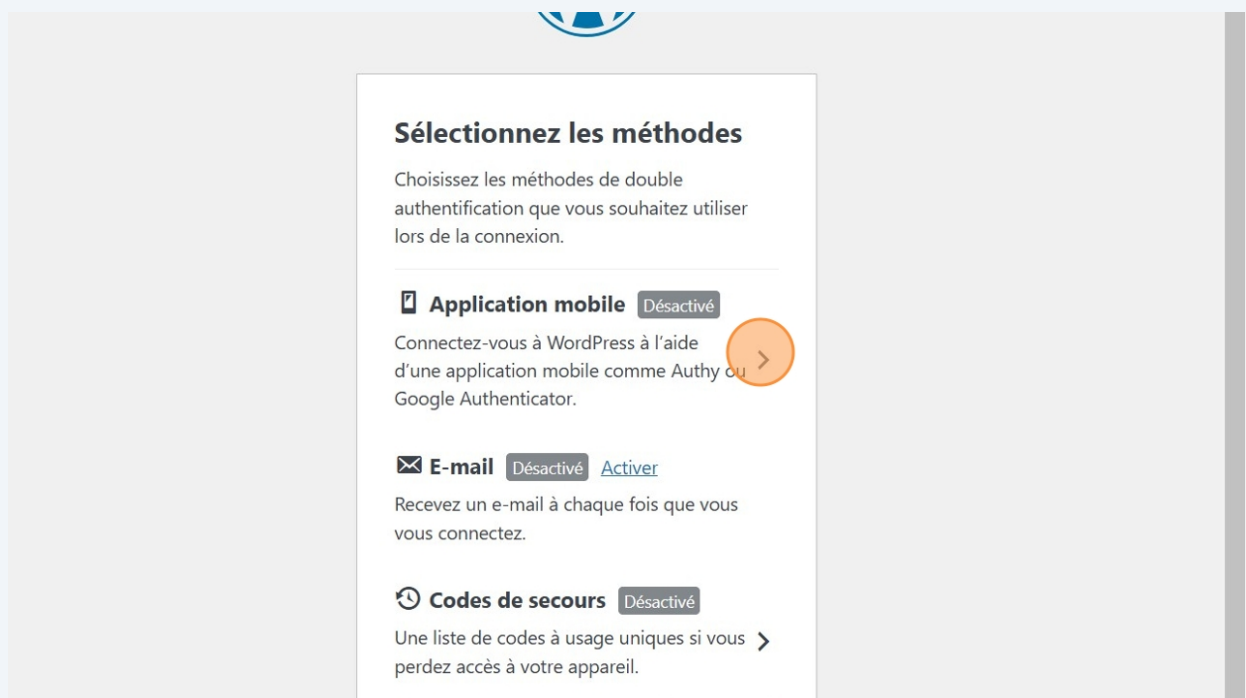 Sélectionnez les méthodes
Choisissez les méthodes de double
authentification que vous souhaitez utiliser
lors de la connexion.
Application mobile Désactivé
Connectez-vous à WordPress à l’aide
d’une application mobile comme Authy ou
Google Authenticator.
E-mail Désactivé Activer
Recevez un e-mail à chaque fois que vous
vous connectez.
Codes de secours Désactivé
Une liste de codes à usage uniques si vous
perdez accès à votre appareil.